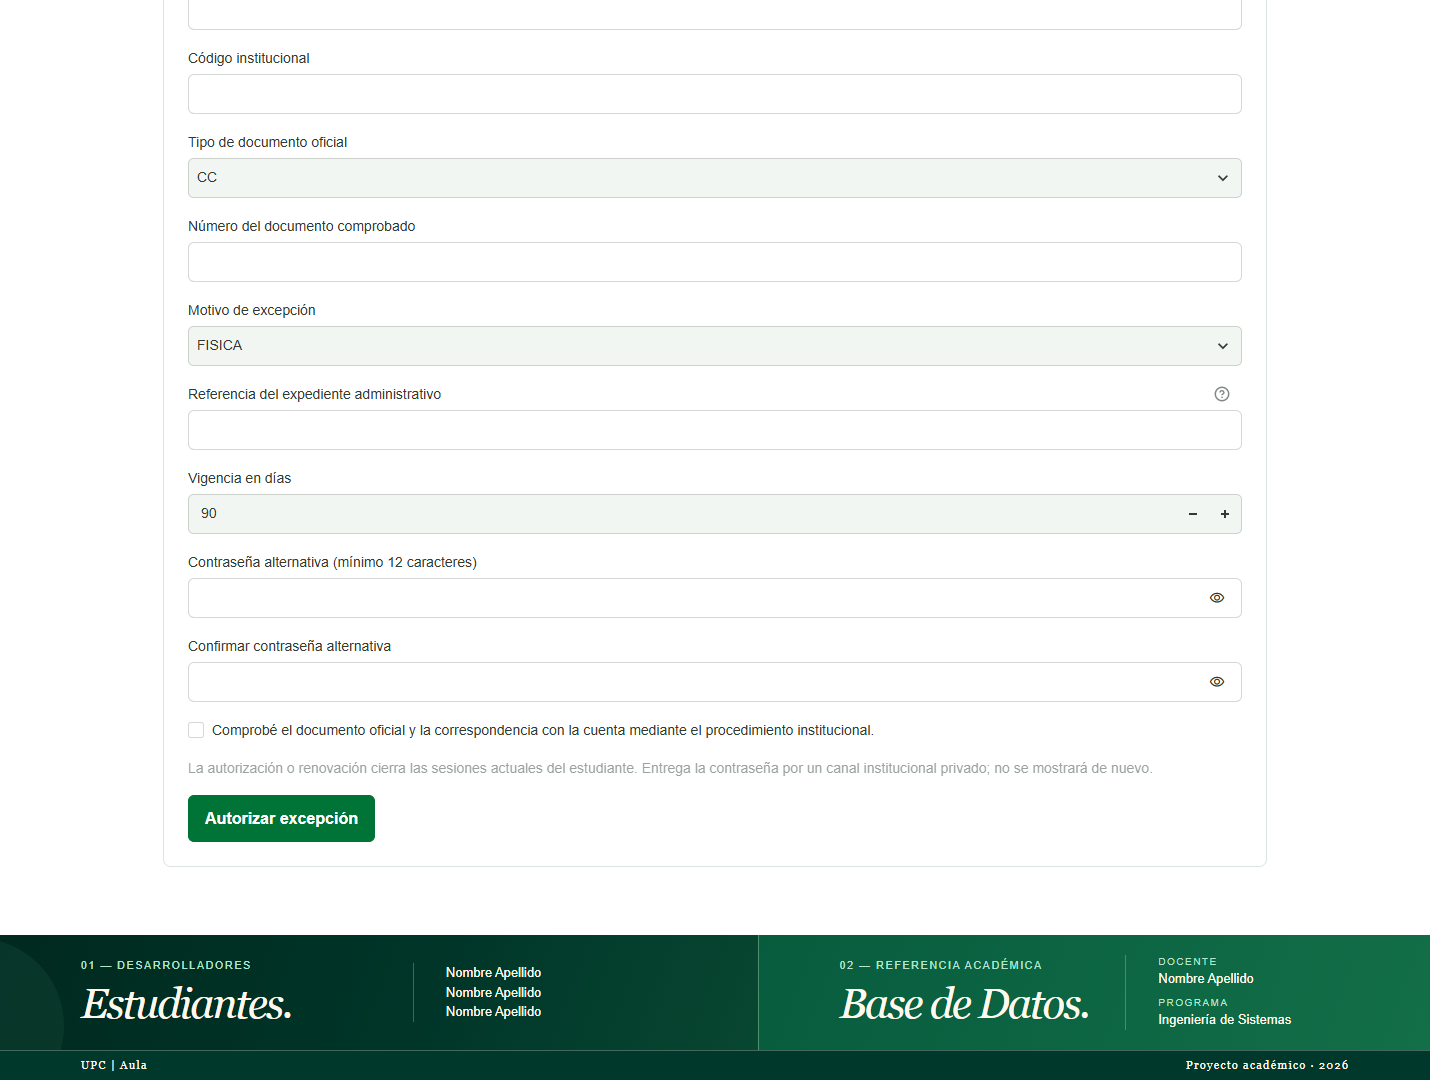 Código institucional
Tipo de documento oficial
CC
Número del documento comprobado
Motivo de excepción
FISICA
Referencia del expediente administrativo
Vigencia en días
90
Contraseña alternativa (mínimo 12 caracteres)
Confirmar contraseña alternativa
Comprobé el documento oficial y la correspondencia con la cuenta mediante el procedimiento institucional.
La autorización o renovación cierra las sesiones actuales del estudiante. Entrega la contraseña por un canal institucional privado; no se mostrará de nuevo.
Autorizar excepción
01 — DESARROLLADORES
Estudiantes.
Nombre Apellido
Nombre Apellido
Nombre Apellido
02 — REFERENCIA ACADÉMICA
Base de Datos.
DOCENTE
Nombre Apellido
PROGRAMA
Ingeniería de Sistemas
UPC | Aula
Proyecto académico · 2026